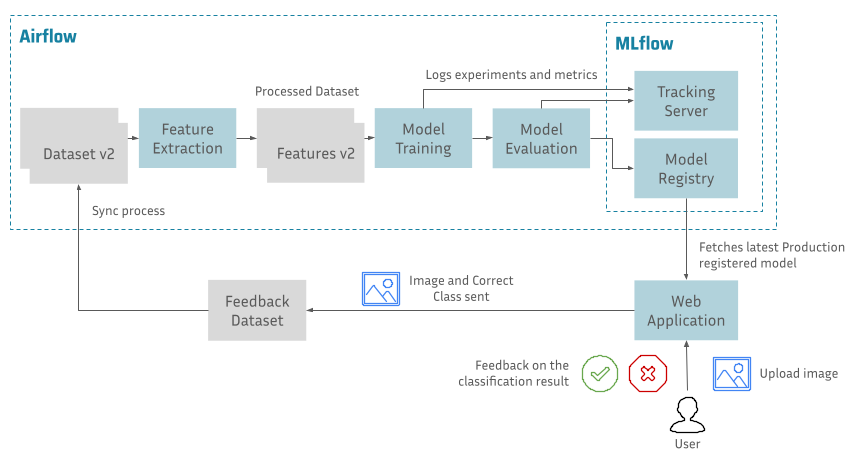 Airflow
MLflow
Logs experiments and metrics
Processed Dataset
Tracking
Server
Dataset v2
Feature
Extraction
Features v2
Model
Training
Model
Evaluation
Model
Registry
Sync process
Fetches latest Production
registered model
Image and Correct
Class sent
Feedback
Dataset
Web
Application
Feedback on the
classification result
Upload image
User